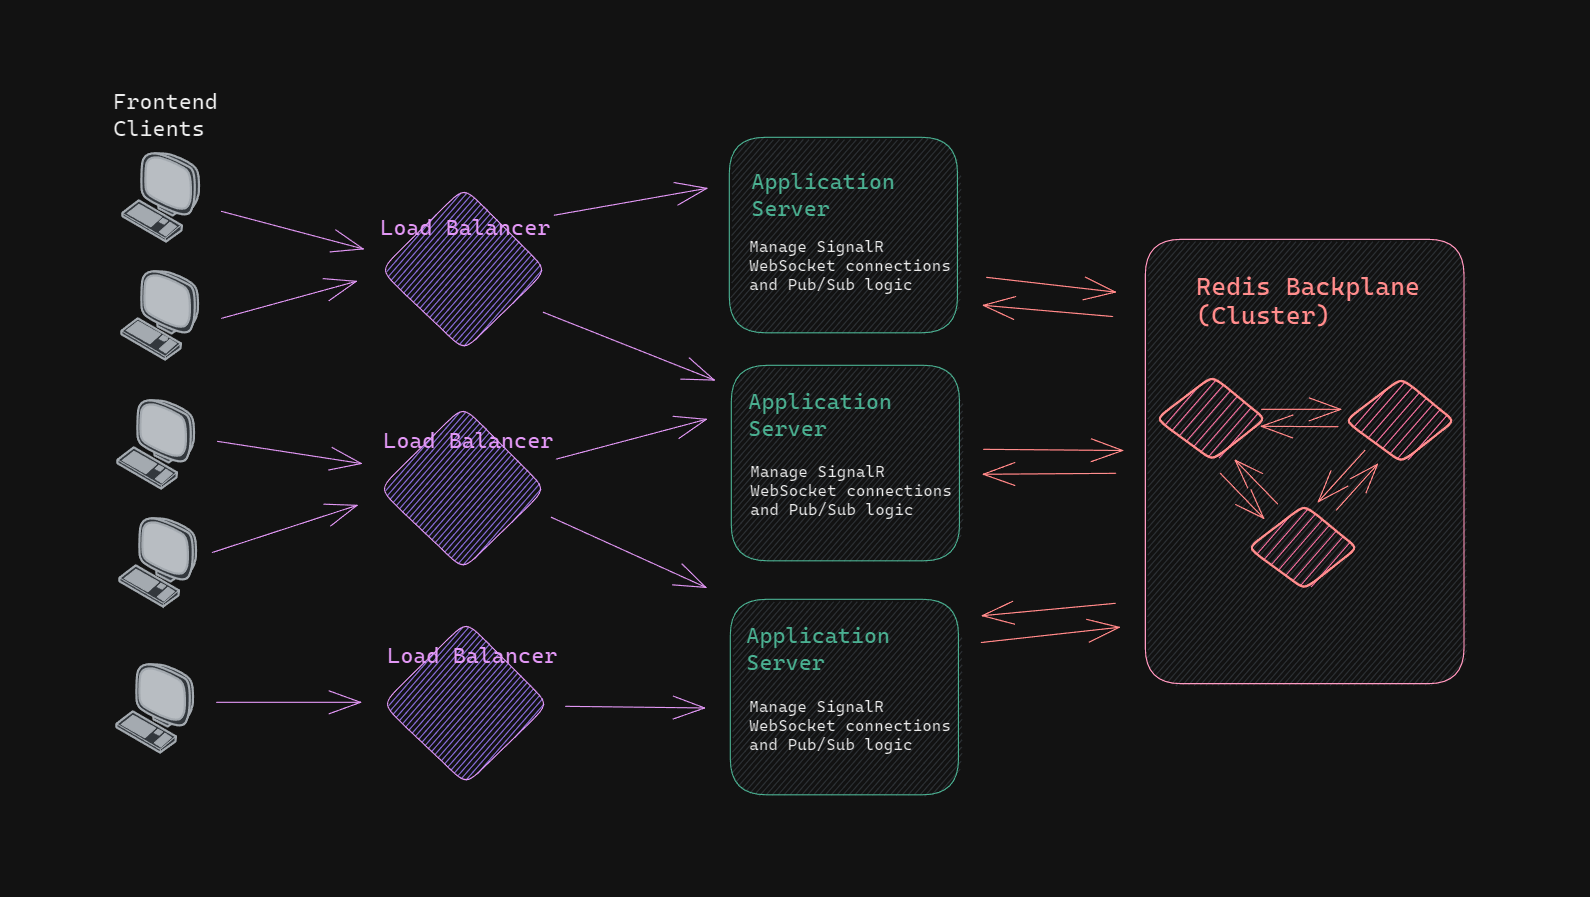 Frontend
Clients
Load Balancer
Load Balancer
Load Balancer
Application
Server
Manage SignalR
WebSocket connections
and Pub/Sub logic
Application
Server
Manage SignalR
WebSocket connections
and Pub/Sub logic
Application
Server
Manage SignalR
WebSocket connections
and Pub/Sub logic
Redis Backplane
(Cluster)